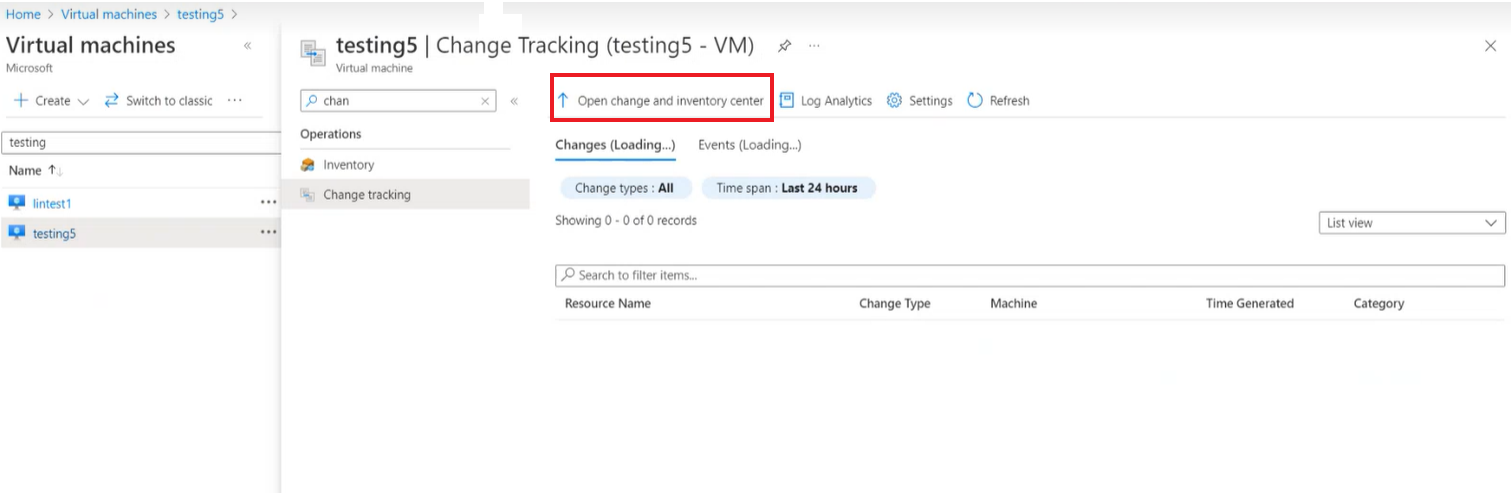 Home > Virtual machines > testing5 >
Virtual machines «
Microsoft
+ Create Switch to classic ...
testing
Name ↑↓
lintest1 ...
testing5 ...
testing5 | Change Tracking (testing5 - VM) ...
Virtual machine
chan × «
Operations
Inventory
Change tracking
Open change and inventory center Log Analytics Settings Refresh
Changes (Loading...) Events (Loading...)
Change types : All Time span : Last 24 hours
Showing 0 - 0 of 0 records
List view
Search to filter items...
Resource Name Change Type Machine Time Generated Category